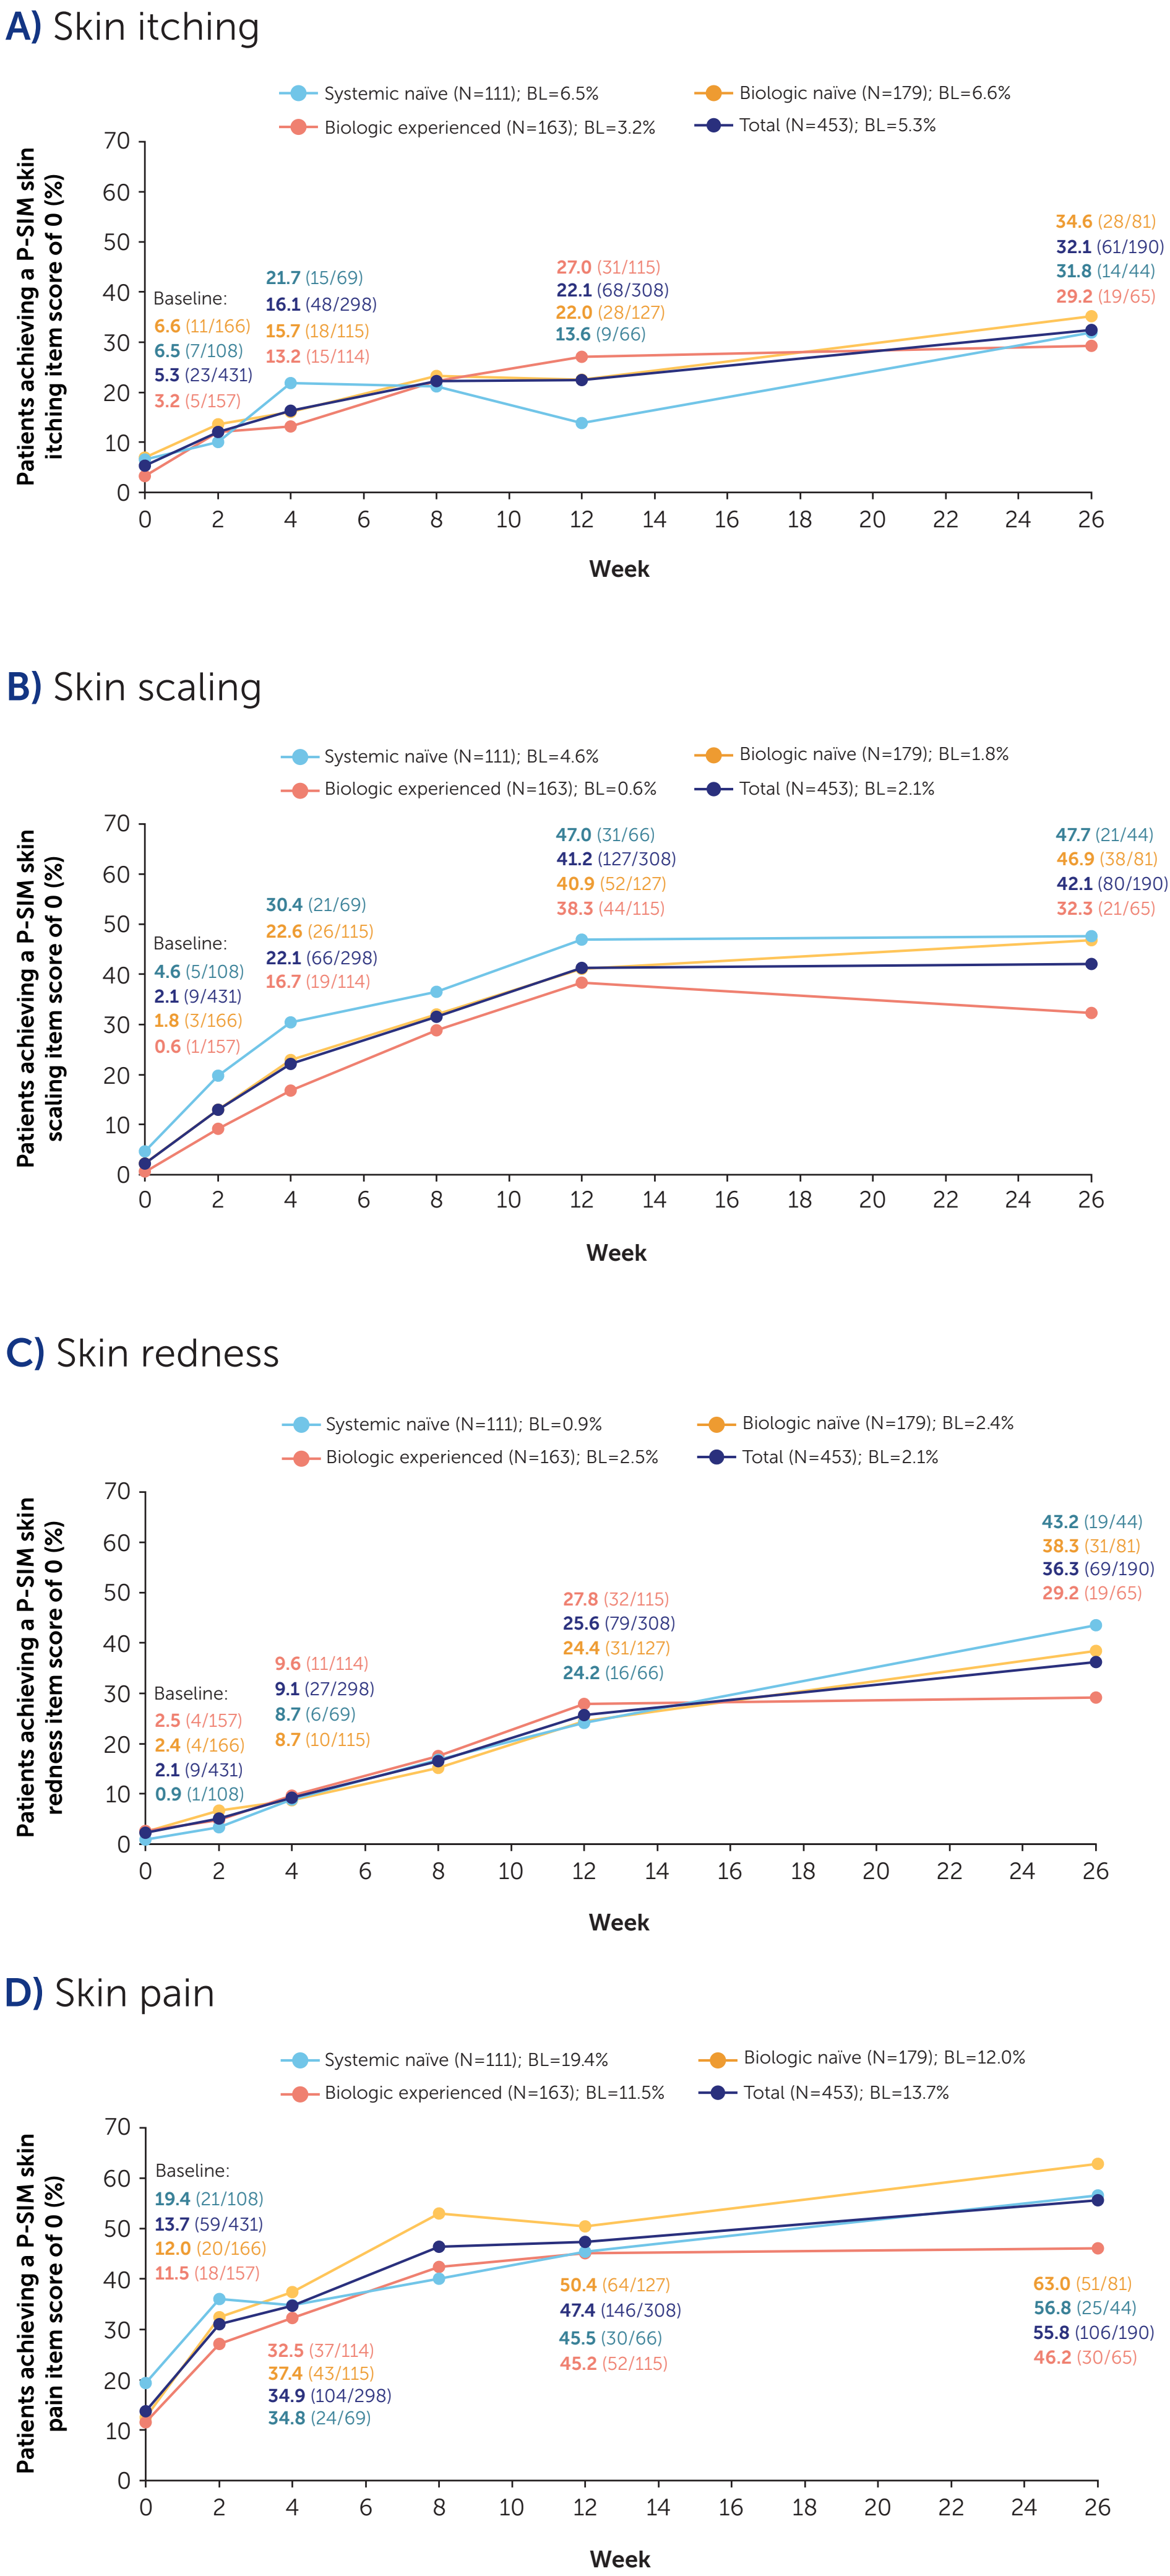 A) Skin itching
Systemic naïve (N=111); BL=6.5%
Biologic naïve (N=179); BL=6.6%
Biologic experienced (N=163); BL=3.2%
Total (N=453); BL=5.3%
Patients achieving a P-SIM skin
itching item score of 0 (%)
70
60
50
40
30
20
10
0
Baseline:
6.6 (11/166)
6.5 (7/108)
5.3 (23/431)
3.2 (5/157)
21.7 (15/69)
16.1 (48/298)
15.7 (18/115)
13.2 (15/114)
27.0 (31/115)
22.1 (68/308)
22.0 (28/127)
13.6 (9/66)
34.6 (28/81)
32.1 (61/190)
31.8 (14/44)
29.2 (19/65)
0 2 4 6 8 10 12 14 16 18 20 22 24 26
Week
B) Skin scaling
Systemic naïve (N=111); BL=4.6%
Biologic naïve (N=179); BL=1.8%
Biologic experienced (N=163); BL=0.6%
Total (N=453); BL=2.1%
Patients achieving a P-SIM skin
scaling item score of 0 (%)
70
60
50
40
30
20
10
0
Baseline:
4.6 (5/108)
2.1 (9/431)
1.8 (3/166)
0.6 (1/157)
30.4 (21/69)
22.6 (26/115)
22.1 (66/298)
16.7 (19/114)
47.0 (31/66)
41.2 (127/308)
40.9 (52/127)
38.3 (44/115)
47.7 (21/44)
46.9 (38/81)
42.1 (80/190)
32.3 (21/65)
0 2 4 6 8 10 12 14 16 18 20 22 24 26
Week
C) Skin redness
Systemic naïve (N=111); BL=0.9%
Biologic naïve (N=179); BL=2.4%
Biologic experienced (N=163); BL=2.5%
Total (N=453); BL=2.1%
Patients achieving a P-SIM skin
redness item score of 0 (%)
70
60
50
40
30
20
10
0
Baseline:
2.5 (4/157)
2.4 (4/166)
2.1 (9/431)
0.9 (1/108)
9.6 (11/114)
9.1 (27/298)
8.7 (6/69)
8.7 (10/115)
27.8 (32/115)
25.6 (79/308)
24.4 (31/127)
24.2 (16/66)
43.2 (19/44)
38.3 (31/81)
36.3 (69/190)
29.2 (19/65)
0 2 4 6 8 10 12 14 16 18 20 22 24 26
Week
D) Skin pain
Systemic naïve (N=111); BL=19.4%
Biologic naïve (N=179); BL=12.0%
Biologic experienced (N=163); BL=11.5%
Total (N=453); BL=13.7%
Patients achieving a P-SIM skin
pain item score of 0 (%)
70
60
50
40
30
20
10
0
Baseline:
19.4 (21/108)
13.7 (59/431)
12.0 (20/166)
11.5 (18/157)
32.5 (37/114)
37.4 (43/115)
34.9 (104/298)
34.8 (24/69)
50.4 (64/127)
47.4 (146/308)
45.5 (30/66)
45.2 (52/115)
63.0 (51/81)
56.8 (25/44)
55.8 (106/190)
46.2 (30/65)
0 2 4 6 8 10 12 14 16 18 20 22 24 26
Week